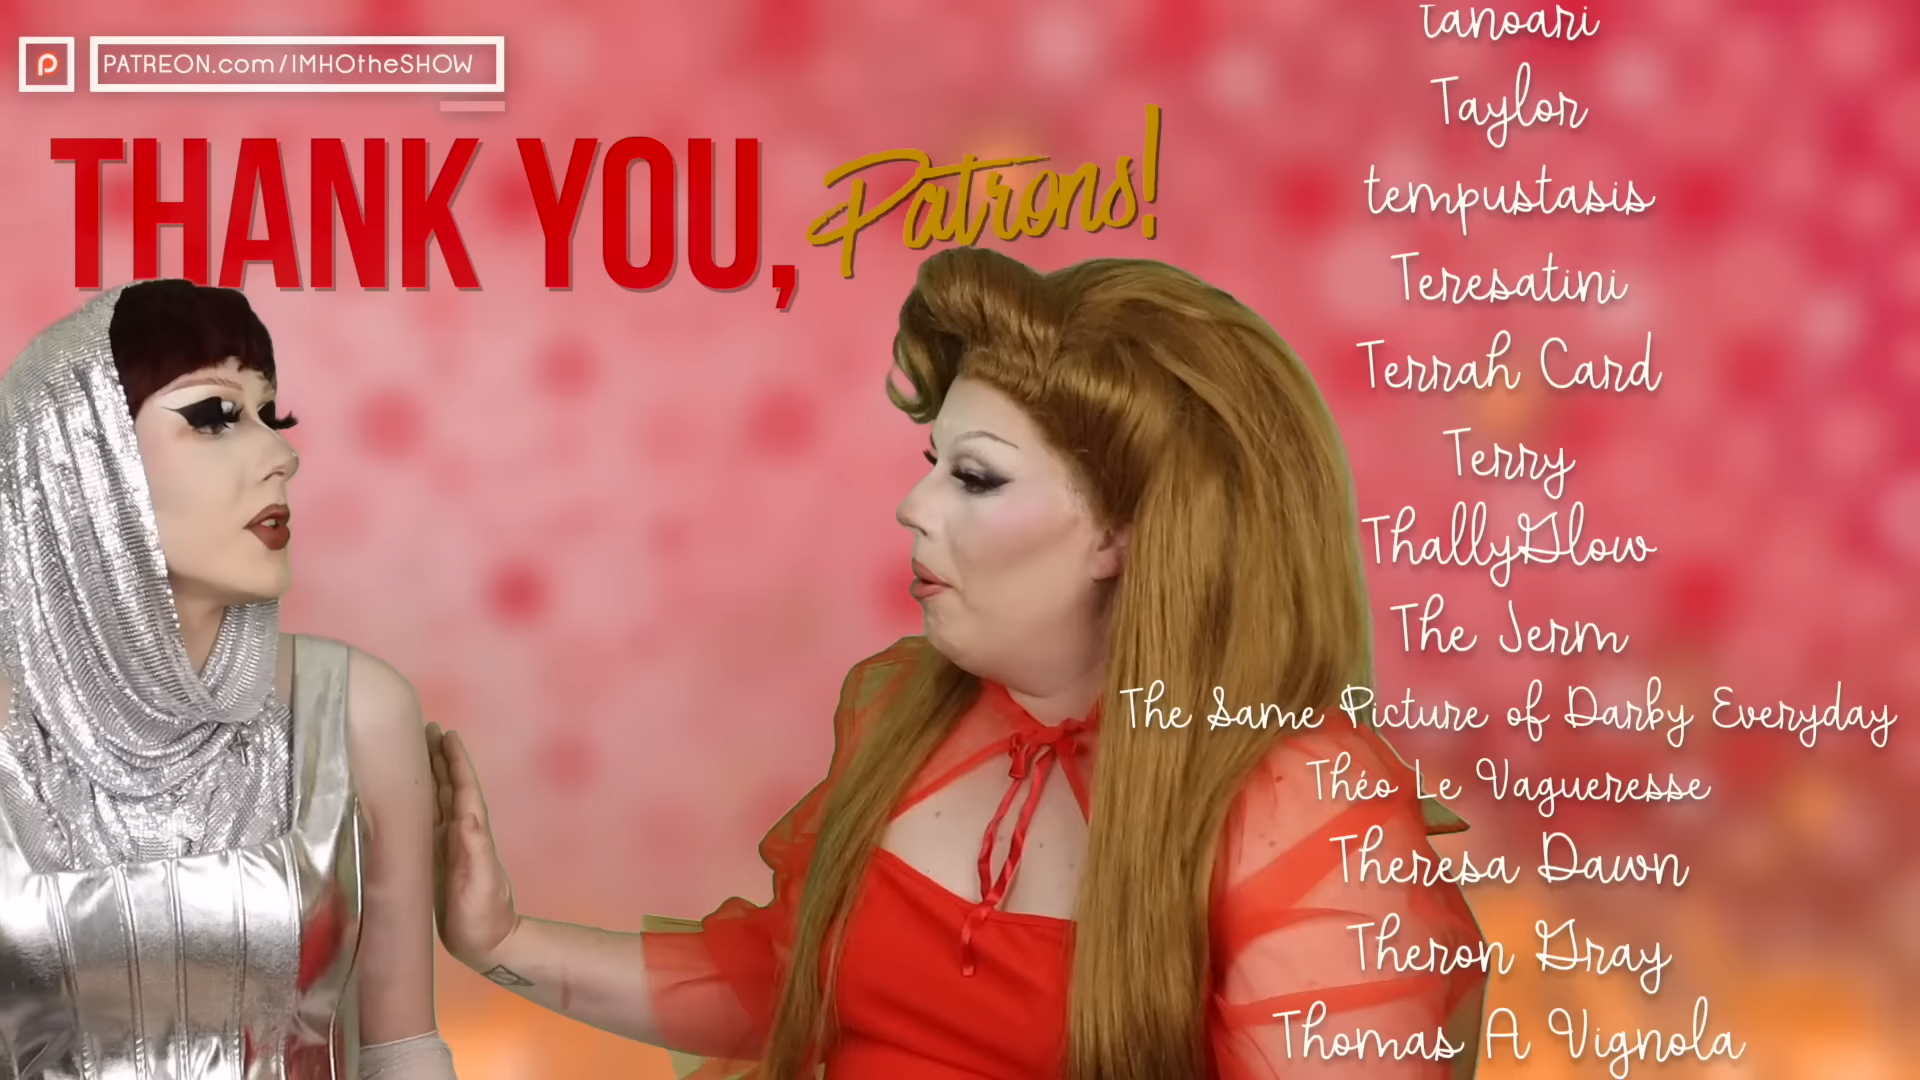 PATREON.com/IMHOtheSHOW
THANK YOU, Patrons!
tanoari
Taylor
tempustasis
Teresatini
Terrah Card
Terry
ThallyGlow
The Jerm
The Same Picture of Darby Everyday
Théo Le Vagueresse
Theresa Dawn
Theron Gray
Thomas A Vignola